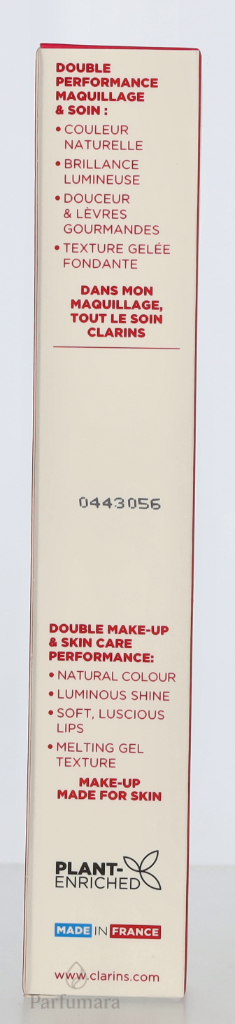 DOUBLE
PERFORMANCE
MAQUILLAGE
& SOIN :
• COULEUR
NATURELLE
• BRILLANCE
LUMINEUSE
• DOUCEUR
& LÈVRES
GOURMANDES
• TEXTURE GELÉE
FONDANTE
DANS MON
MAQUILLAGE,
TOUT LE SOIN
CLARINS
0443056
DOUBLE MAKE-UP
& SKIN CARE
PERFORMANCE:
• NATURAL COLOUR
• LUMINOUS SHINE
• SOFT, LUSCIOUS
LIPS
• MELTING GEL
TEXTURE
MAKE-UP
MADE FOR SKIN
PLANT-
ENRICHED
MADE IN FRANCE
www.clarins.com
Parfumara